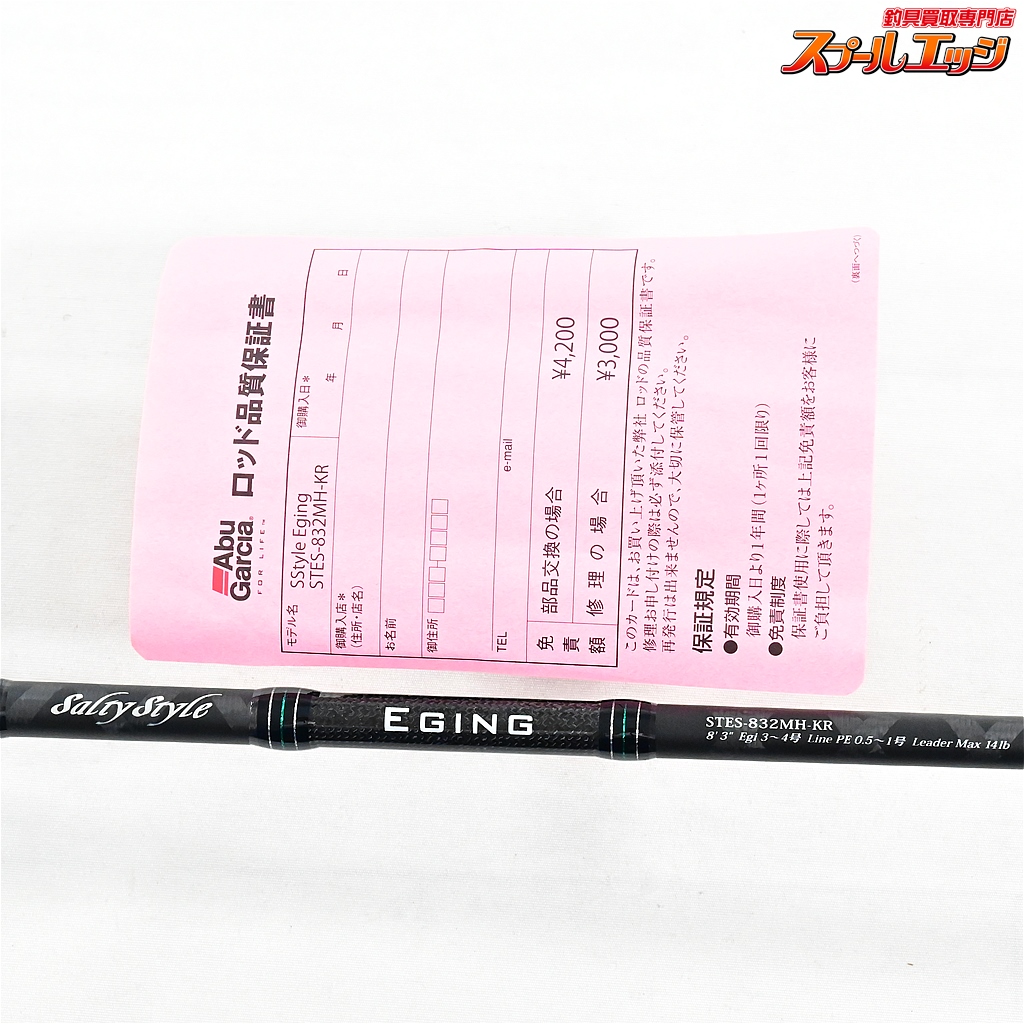 釣具買取専門店
スプールエッジ
Abu
Garcia®
FOR LIFE™
ロッド品質保証書
モデル名
SStyle Eging
STES-832MH-KR
御購入日*
年 月 日
御購入店*
(住所・店名)
お名前
御住所
TEL
e-mail
免責額
部品交換の場合 ¥4,200
修理の場合 ¥3,000
このカードは、お買い上げ頂いた弊社 ロッドの品質保証書です。
修理お申し付けの際は必ず添付してください。
再発行は出来ませんので、大切に保管してください。
保証規定
●有効期間
御購入日より1年間(1ヶ所1回限り)
●免責制度
保証書使用に際しては上記免責額をお客様に
ご負担して頂きます。
(裏面へつづく)
Salty Style
EGING
STES-832MH-KR
8' 3" Egi 3～4号 Line PE 0.5～1号 Leader Max 14lb